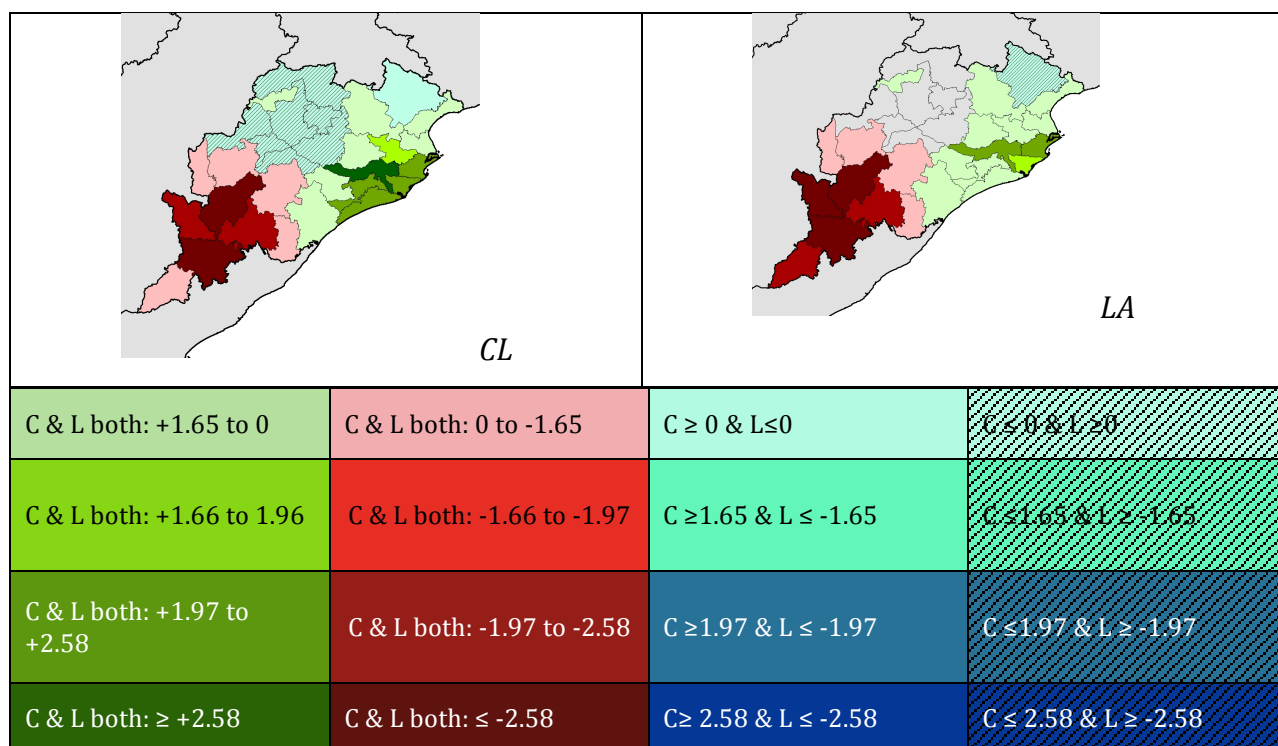 CL
LA
C & L both: +1.65 to 0
C & L both: 0 to -1.65
C ≥ 0 & L≤0
C ≤ 0 & L ≥0
C & L both: +1.66 to 1.96
C & L both: -1.66 to -1.97
C ≥1.65 & L ≤ -1.65
C ≤1.65 & L ≥ -1.65
C & L both: +1.97 to
+2.58
C & L both: -1.97 to -2.58
C ≥1.97 & L ≤ -1.97
C ≤1.97 & L ≥ -1.97
C & L both: ≥ +2.58
C & L both: ≤ -2.58
C≥ 2.58 & L ≤ -2.58
C ≤ 2.58 & L ≥ -2.58